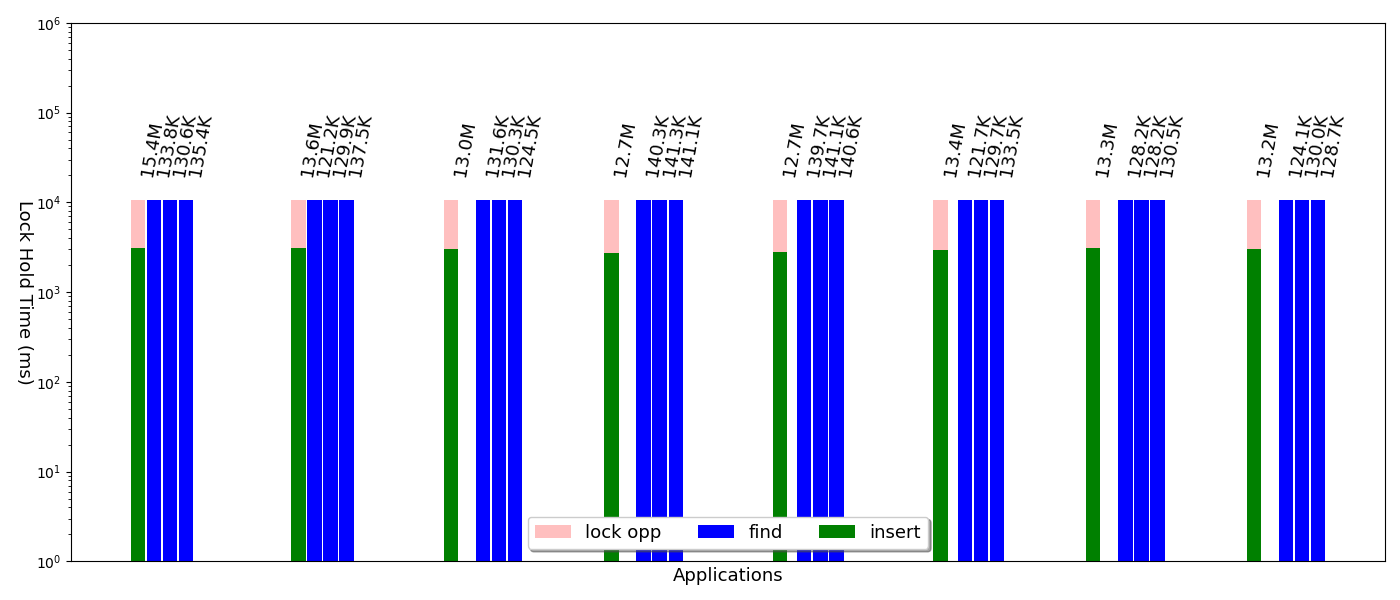 10^6
10^5
10^4
10^3
10^2
10^1
10^0
Lock Hold Time (ms)
15.4M
133.8K
130.6K
135.4K
13.6M
121.2K
129.9K
137.5K
13.0M
131.6K
130.3K
124.5K
12.7M
140.3K
141.3K
141.1K
12.7M
139.7K
141.1K
140.6K
13.4M
121.7K
129.7K
133.5K
13.3M
128.2K
128.2K
130.5K
13.2M
124.1K
130.0K
128.7K
lock opp
find
insert
Applications